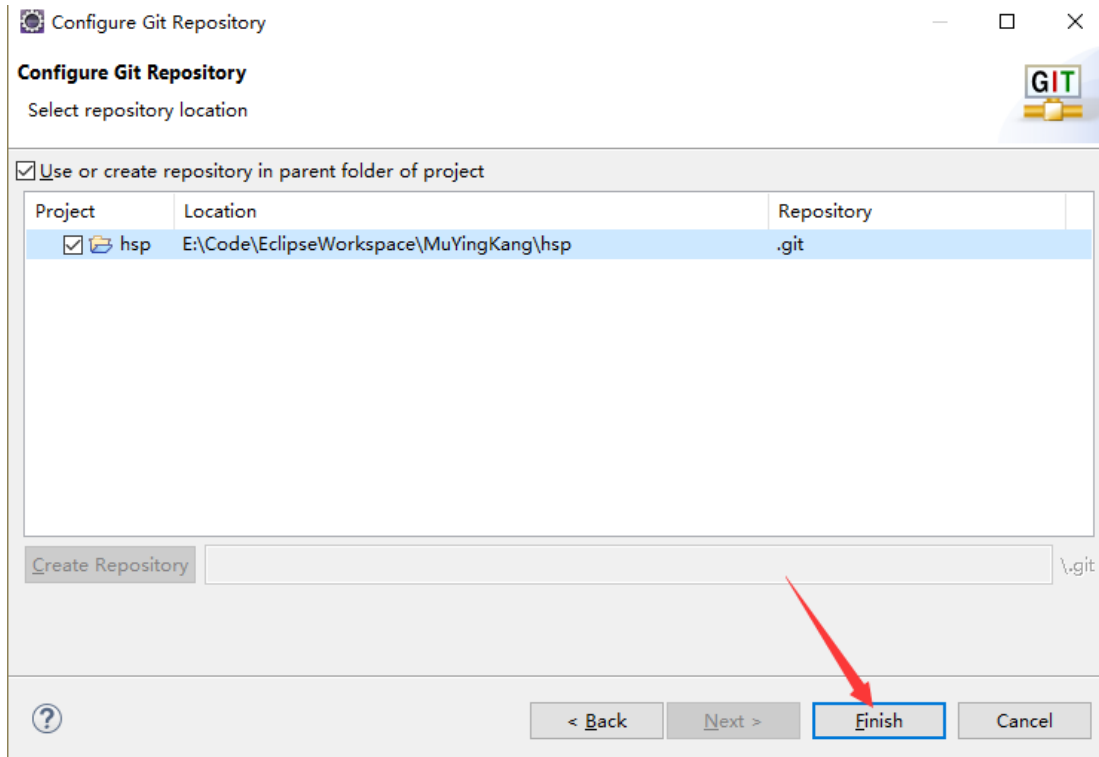 Configure Git Repository
Configure Git Repository
GIT
Select repository location
Use or create repository in parent folder of project
Project Location Repository
hsp E:\Code\EclipseWorkspace\MuYingKang\hsp .git
Create Repository \.git
? < Back Next > Finish Cancel